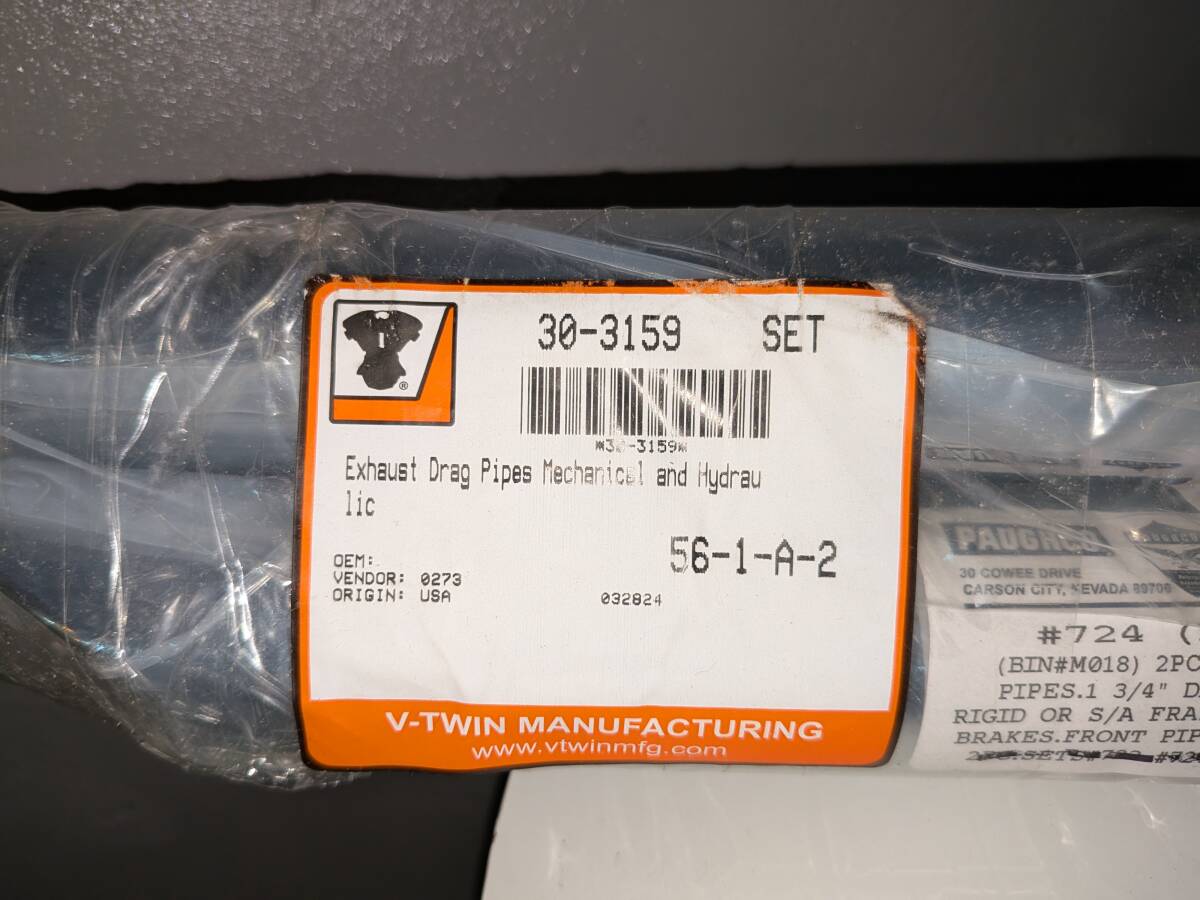 30-3159 SET
®
*30-3159*
Exhaust Drag Pipes Mechanical and Hydrau
lic
OEM:
VENDOR: 0273
ORIGIN: USA
56-1-A-2
032824
V-TWIN MANUFACTURING
www.vtwinmfg.com
PAUGHCO
30 COWEE DRIVE
CARSON CITY, NEVADA 89706
#724 (
(BIN#M018) 2PC
PIPES.1 3/4" D
RIGID OR S/A FRA
BRAKES.FRONT PIP